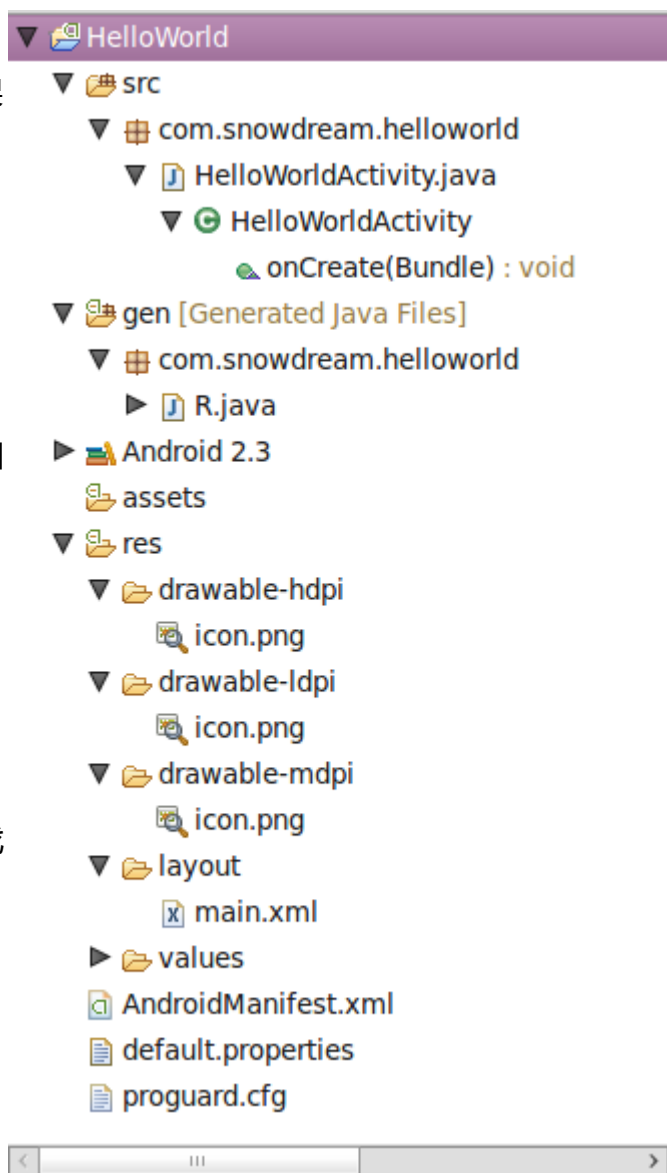 HelloWorld
src
com.snowdream.helloworld
HelloWorldActivity.java
HelloWorldActivity
onCreate(Bundle) : void
gen [Generated Java Files]
com.snowdream.helloworld
R.java
Android 2.3
assets
res
drawable-hdpi
icon.png
drawable-ldpi
icon.png
drawable-mdpi
icon.png
layout
main.xml
values
AndroidManifest.xml
default.properties
proguard.cfg